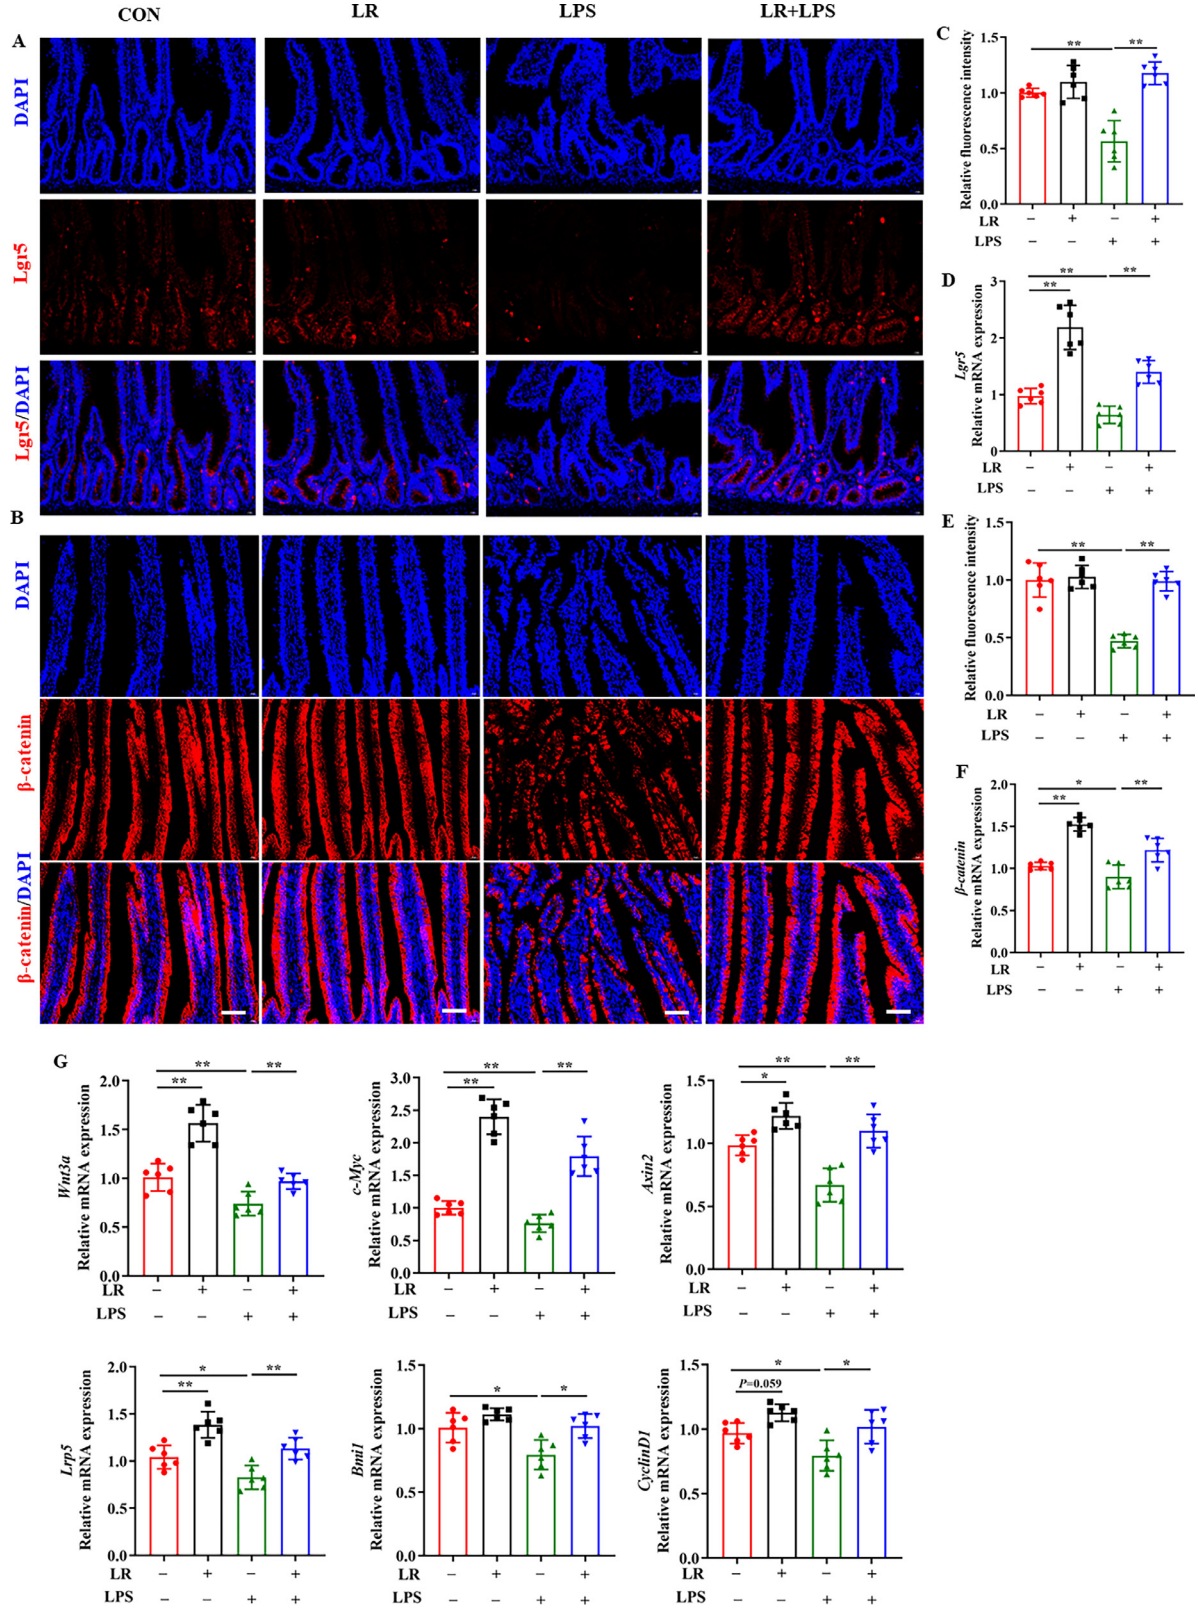 CON LR LPS LR+LPS
A
DAPI
Lgr5
Lgr5/DAPI
B
DAPI
β-catenin
β-catenin/DAPI
C
Relative fluorescence intensity
1.5
1.0
0.5
0.0
** **
LR − + − +
LPS − − + +
D
Lgr5
Relative mRNA expression
3
2
1
0
** ** **
LR − + − +
LPS − − + +
E
Relative fluorescence intensity
1.5
1.0
0.5
0.0
** **
LR − + − +
LPS − − + +
F
β-catenin
Relative mRNA expression
2.0
1.5
1.0
0.5
0.0
* ** **
LR − + − +
LPS − − + +
G
Wnt3a
Relative mRNA expression
2.0
1.5
1.0
0.5
0.0
** ** **
LR − + − +
LPS − − + +
c-Myc
Relative mRNA expression
3.0
2.5
2.0
1.5
1.0
0.5
0.0
** ** **
LR − + − +
LPS − − + +
Axin2
Relative mRNA expression
1.5
1.0
0.5
0.0
** ** *
LR − + − +
LPS − − + +
Lrp5
Relative mRNA expression
2.0
1.5
1.0
0.5
0.0
* ** **
LR − + − +
LPS − − + +
Bmi1
Relative mRNA expression
1.5
1.0
0.5
0.0
* *
LR − + − +
LPS − − + +
CyclinD1
Relative mRNA expression
1.5
1.0
0.5
0.0
* *
P=0.059
LR − + − +
LPS − − + +